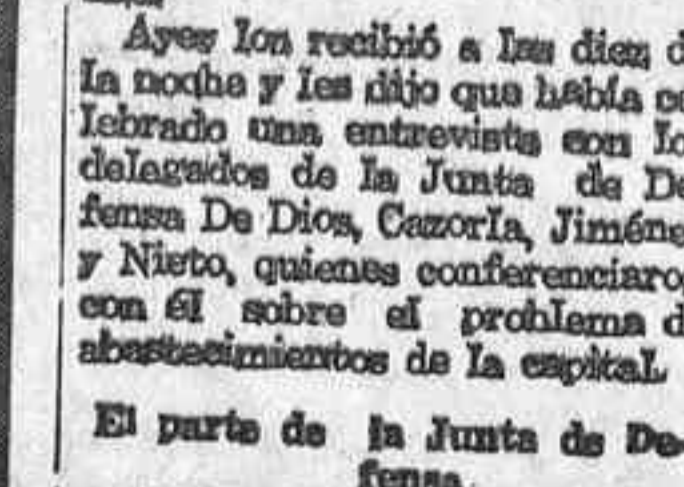 Ayer los recibió a las diez d
la noche y les dijo que había ce
lebrado una entrevista con lo
delegados de la Junta de De
fensa De Dios, Cazorla, Jiméne
y Nieto, quienes conferenciaro
con él sobre el problema d
abastecimientos de la capital.
El parte de la Junta de De-
fensa.